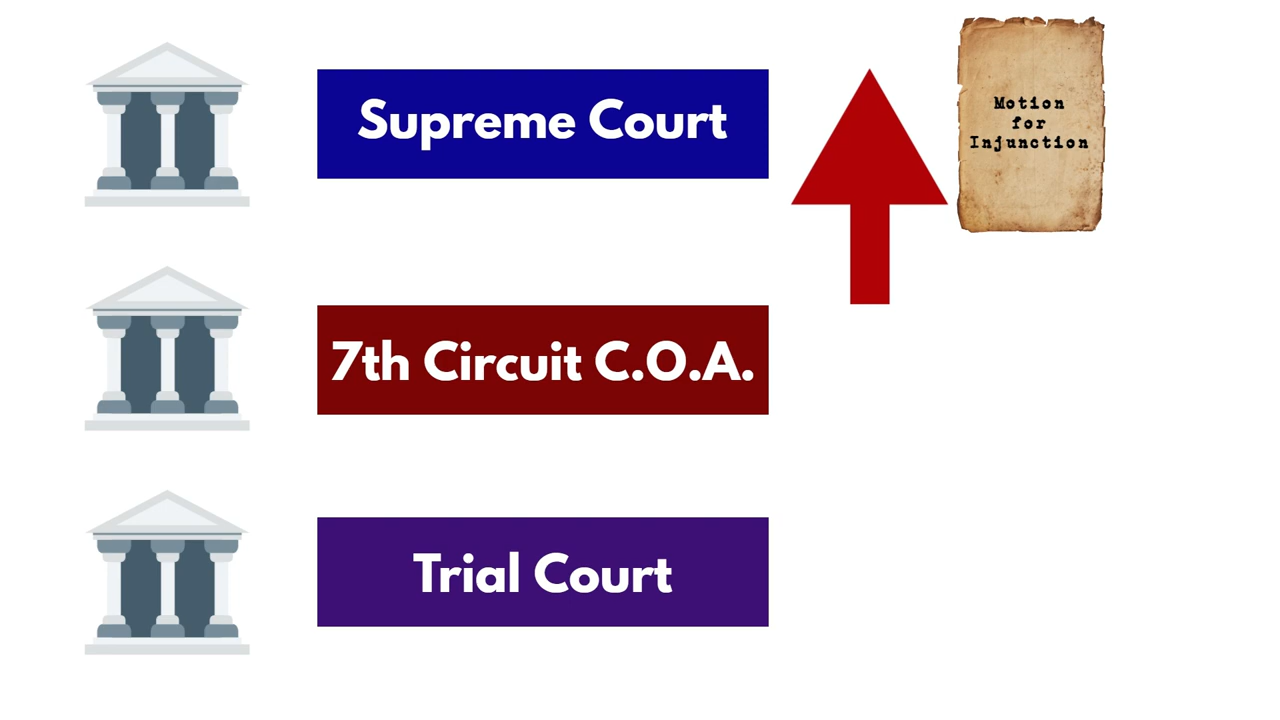 Supreme Court
Motion
for
Injunction
7th Circuit C.O.A.
Trial Court